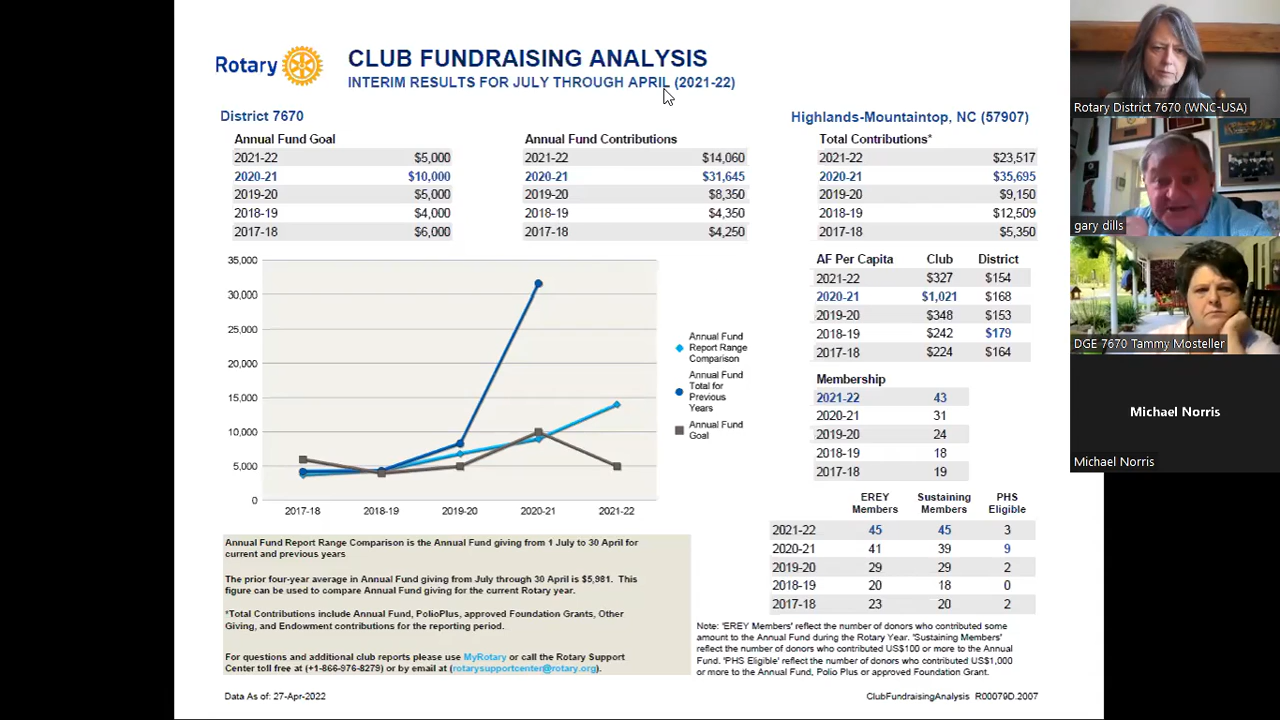 Rotary
CLUB FUNDRAISING ANALYSIS
INTERIM RESULTS FOR JULY THROUGH APRIL (2021-22)
District 7670
Highlands-Mountaintop, NC (57907)
Annual Fund Goal
2021-22 $5,000
2020-21 $10,000
2019-20 $5,000
2018-19 $4,000
2017-18 $6,000
Annual Fund Contributions
2021-22 $14,060
2020-21 $31,645
2019-20 $8,350
2018-19 $4,350
2017-18 $4,250
Total Contributions*
2021-22 $23,517
2020-21 $35,695
2019-20 $9,150
2018-19 $12,509
2017-18 $5,350
35,000
30,000
25,000
20,000
15,000
10,000
5,000
0
2017-18 2018-19 2019-20 2020-21 2021-22
Annual Fund
Report Range
Comparison
Annual Fund
Total for
Previous
Years
Annual Fund
Goal
AF Per Capita Club District
2021-22 $327 $154
2020-21 $1,021 $168
2019-20 $348 $153
2018-19 $242 $179
2017-18 $224 $164
Membership
2021-22 43
2020-21 31
2019-20 24
2018-19 18
2017-18 19
EREY Sustaining PHS
Members Members Eligible
2021-22 45 45 3
2020-21 41 39 9
2019-20 29 29 2
2018-19 20 18 0
2017-18 23 20 2
Annual Fund Report Range Comparison is the Annual Fund giving from 1 July to 30 April for
current and previous years
The prior four-year average in Annual Fund giving from July through 30 April is $5,981. This
figure can be used to compare Annual Fund giving for the current Rotary year.
*Total Contributions include Annual Fund, PolioPlus, approved Foundation Grants, Other
Giving, and Endowment contributions for the reporting period.
For questions and additional club reports please use MyRotary or call the Rotary Support
Center toll free at (+1-866-976-8279) or by email at (rotarysupportcenter@rotary.org).
Note: 'EREY Members' reflect the number of donors who contributed some
amount to the Annual Fund during the Rotary Year. 'Sustaining Members'
reflect the number of donors who contributed US$100 or more to the Annual
Fund. 'PHS Eligible' reflect the number of donors who contributed US$1,000
or more to the Annual Fund, Polio Plus or approved Foundation Grant.
Data As of: 27-Apr-2022
ClubFundraisingAnalysis R00079D.2007
Rotary District 7670 (WNC-USA)
gary dills
DGE 7670 Tammy Mosteller
Michael Norris
Michael Norris